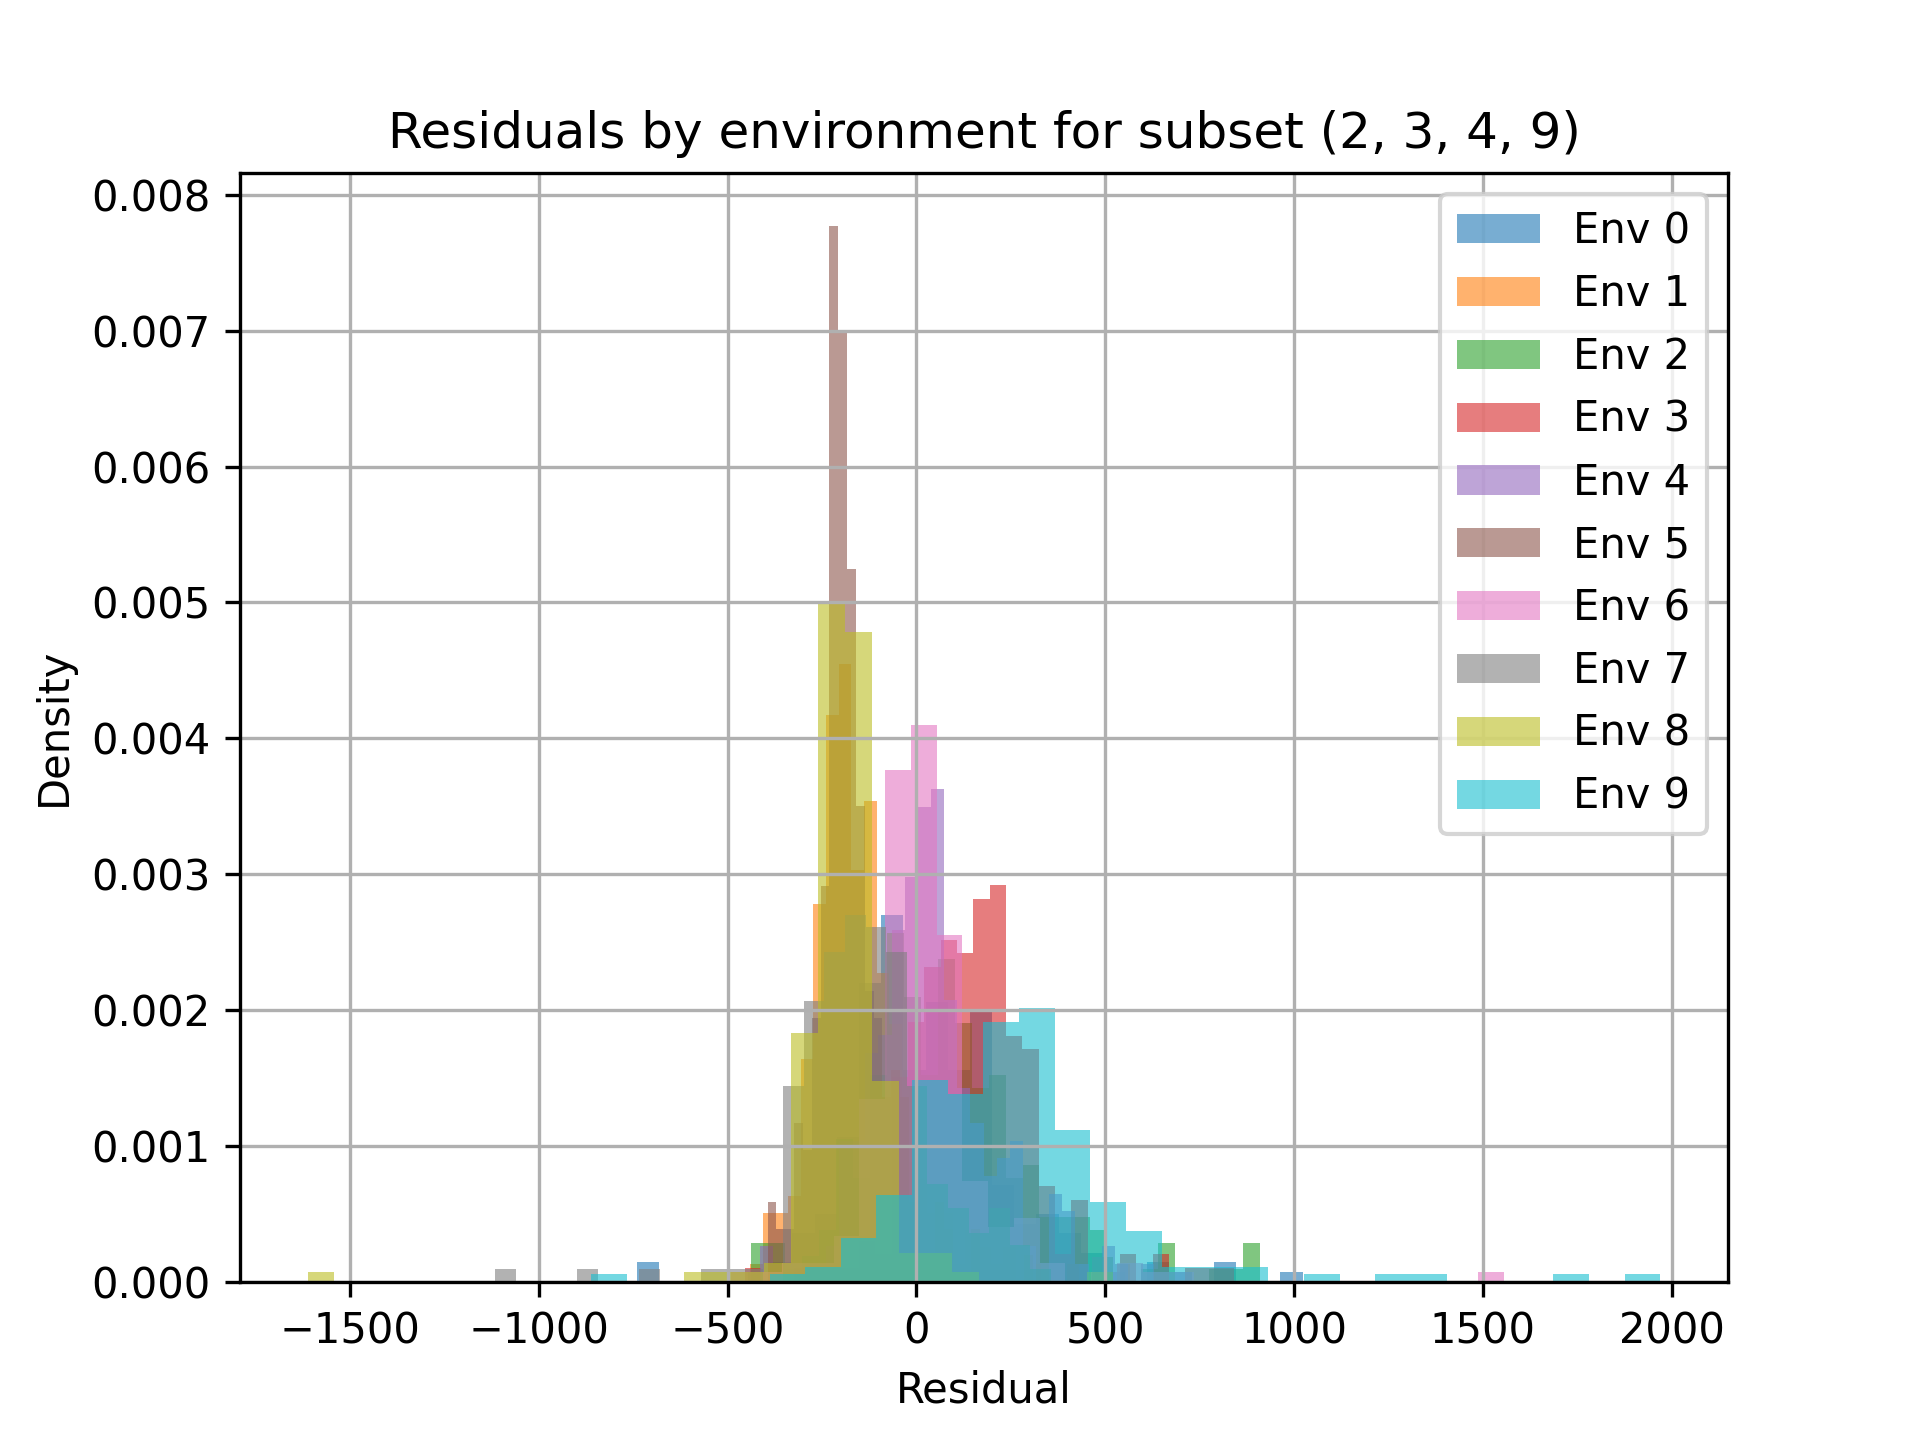 Residuals by environment for subset (2, 3, 4, 9)
0.008
0.007
0.006
0.005
0.004
0.003
0.002
0.001
0.000
Density
Env 0
Env 1
Env 2
Env 3
Env 4
Env 5
Env 6
Env 7
Env 8
Env 9
−1500 −1000 −500 0 500 1000 1500 2000
Residual